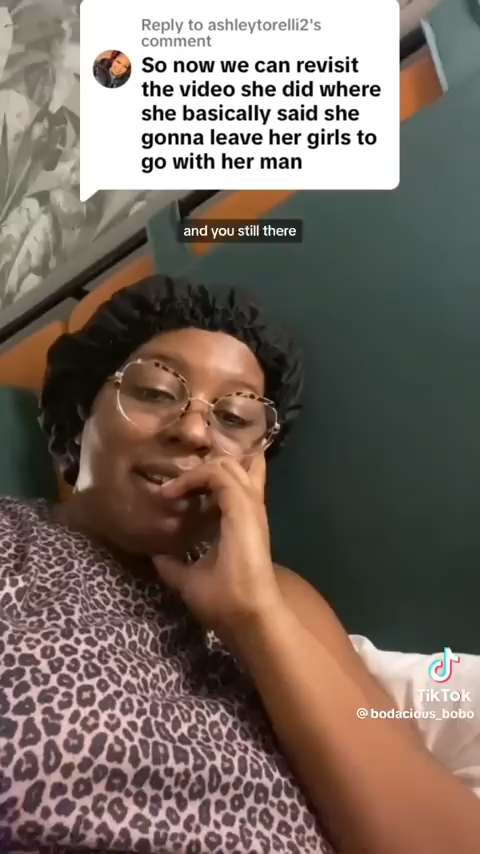 Reply to ashleytorelli2's
comment
So now we can revisit
the video she did where
she basically said she
gonna leave her girls to
go with her man
and you still there
TikTok
@bodacious_bobo